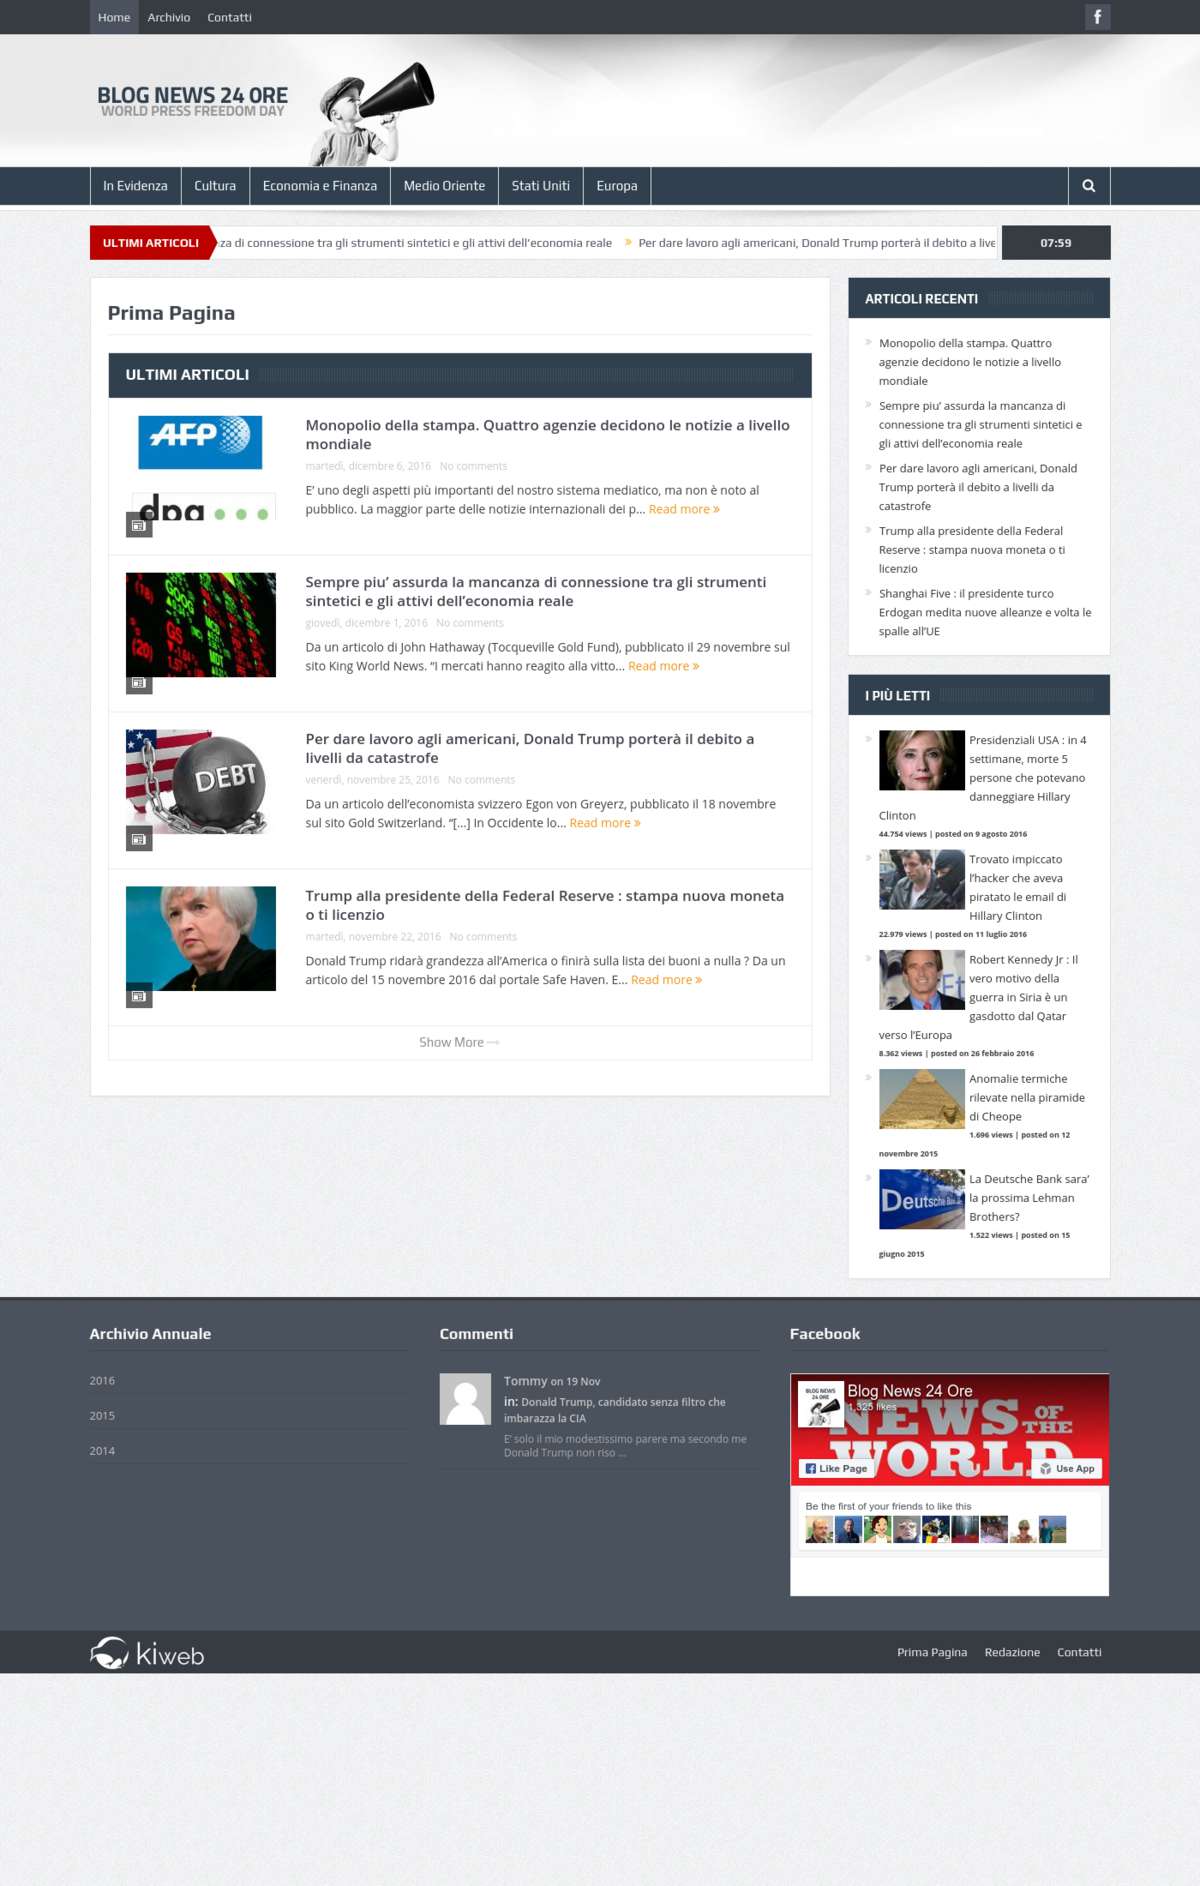 Home Archivio Contatti
BLOG NEWS 24 ORE
WORLD PRESS FREEDOM DAY
In Evidenza Cultura Economia e Finanza Medio Oriente Stati Uniti Europa
ULTIMI ARTICOLI za di connessione tra gli strumenti sintetici e gli attivi dell'economia reale » Per dare lavoro agli americani, Donald Trump porterà il debito a live 07:59
Prima Pagina
ULTIMI ARTICOLI
AFP
dpa
Monopolio della stampa. Quattro agenzie decidono le notizie a livello
mondiale
martedì, dicembre 6, 2016 No comments
E' uno degli aspetti più importanti del nostro sistema mediatico, ma non è noto al
pubblico. La maggior parte delle notizie internazionali dei p... Read more »
GOOG
GS
(18)
(20)
Sempre piu' assurda la mancanza di connessione tra gli strumenti
sintetici e gli attivi dell'economia reale
giovedì, dicembre 1, 2016 No comments
Da un articolo di John Hathaway (Tocqueville Gold Fund), pubblicato il 29 novembre sul
sito King World News. "I mercati hanno reagito alla vitto... Read more »
DEBT
Per dare lavoro agli americani, Donald Trump porterà il debito a
livelli da catastrofe
venerdì, novembre 25, 2016 No comments
Da un articolo dell'economista svizzero Egon von Greyerz, pubblicato il 18 novembre
sul sito Gold Switzerland. "[...] In Occidente lo... Read more »
Trump alla presidente della Federal Reserve : stampa nuova moneta
o ti licenzio
martedì, novembre 22, 2016 No comments
Donald Trump ridarà grandezza all'America o finirà sulla lista dei buoni a nulla ? Da un
articolo del 15 novembre 2016 dal portale Safe Haven. E... Read more »
Show More
ARTICOLI RECENTI
Monopolio della stampa. Quattro
agenzie decidono le notizie a livello
mondiale
Sempre piu' assurda la mancanza di
connessione tra gli strumenti sintetici e
gli attivi dell'economia reale
Per dare lavoro agli americani, Donald
Trump porterà il debito a livelli da
catastrofe
Trump alla presidente della Federal
Reserve : stampa nuova moneta o ti
licenzio
Shanghai Five : il presidente turco
Erdogan medita nuove alleanze e volta le
spalle all'UE
I PIÙ LETTI
Presidenziali USA : in 4
settimane, morte 5
persone che potevano
danneggiare Hillary
Clinton
44.754 views | posted on 9 agosto 2016
Trovato impiccato
l'hacker che aveva
piratato le email di
Hillary Clinton
22.979 views | posted on 11 luglio 2016
Robert Kennedy Jr : Il
vero motivo della
guerra in Siria è un
gasdotto dal Qatar
verso l'Europa
8.362 views | posted on 26 febbraio 2016
Anomalie termiche
rilevate nella piramide
di Cheope
1.696 views | posted on 12
novembre 2015
Deutsche
La Deutsche Bank sara'
la prossima Lehman
Brothers?
1.522 views | posted on 15
giugno 2015
Archivio Annuale
2016
2015
2014
Commenti
Tommy on 19 Nov
in: Donald Trump, candidato senza filtro che
imbarazza la CIA
E' solo il mio modestissimo parere ma secondo me
Donald Trump non riso ...
Facebook
BLOG NEWS
24 ORE
Blog News 24 Ore
1,325 likes
NEWS OF THE WORLD
Like Page
Use App
Be the first of your friends to like this
kiweb
Prima Pagina Redazione Contatti